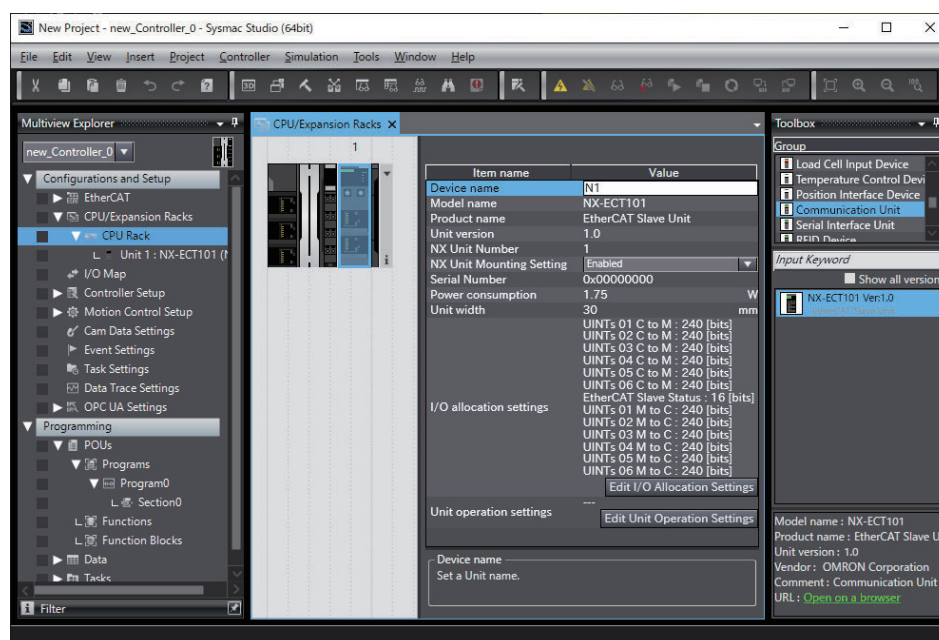 New Project - new_Controller_0 - Sysmac Studio (64bit)
File Edit View Insert Project Controller Simulation Tools Window Help
Multiview Explorer
new_Controller_0
Configurations and Setup
EtherCAT
CPU/Expansion Racks
CPU Rack
Unit 1 : NX-ECT101 (N
I/O Map
Controller Setup
Motion Control Setup
Cam Data Settings
Event Settings
Task Settings
Data Trace Settings
OPC UA Settings
Programming
POUs
Programs
Program0
Section0
Functions
Function Blocks
Data
Tasks
Filter
CPU/Expansion Racks
1
Item name Value
Device name N1
Model name NX-ECT101
Product name EtherCAT Slave Unit
Unit version 1.0
NX Unit Number 1
NX Unit Mounting Setting Enabled
Serial Number 0x00000000
Power consumption 1.75 W
Unit width 30 mm
I/O allocation settings
UINTs 01 C to M : 240 [bits]
UINTs 02 C to M : 240 [bits]
UINTs 03 C to M : 240 [bits]
UINTs 04 C to M : 240 [bits]
UINTs 05 C to M : 240 [bits]
UINTs 06 C to M : 240 [bits]
EtherCAT Slave Status : 16 [bits]
UINTs 01 M to C : 240 [bits]
UINTs 02 M to C : 240 [bits]
UINTs 03 M to C : 240 [bits]
UINTs 04 M to C : 240 [bits]
UINTs 05 M to C : 240 [bits]
UINTs 06 M to C : 240 [bits]
Edit I/O Allocation Settings
Unit operation settings ---
Edit Unit Operation Settings
Device name
Set a Unit name.
Toolbox
Group
Load Cell Input Device
Temperature Control Devi
Position Interface Device
Communication Unit
Serial Interface Unit
RFID Device
Input Keyword
Show all version
NX-ECT101 Ver:1.0
EtherCAT Slave Unit
Model name : NX-ECT101
Product name : EtherCAT Slave U
Unit version : 1.0
Vendor : OMRON Corporation
Comment : Communication Unit
URL : Open on a browser